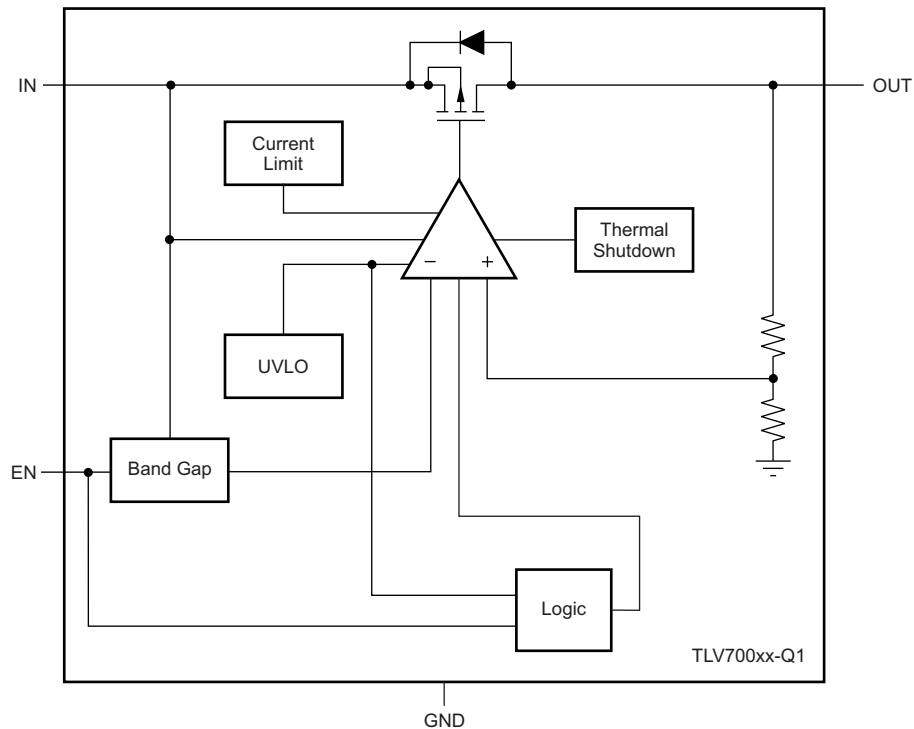 IN
OUT
Current
Limit
Thermal
Shutdown
−
+
UVLO
EN
Band Gap
Logic
TLV700xx-Q1
GND